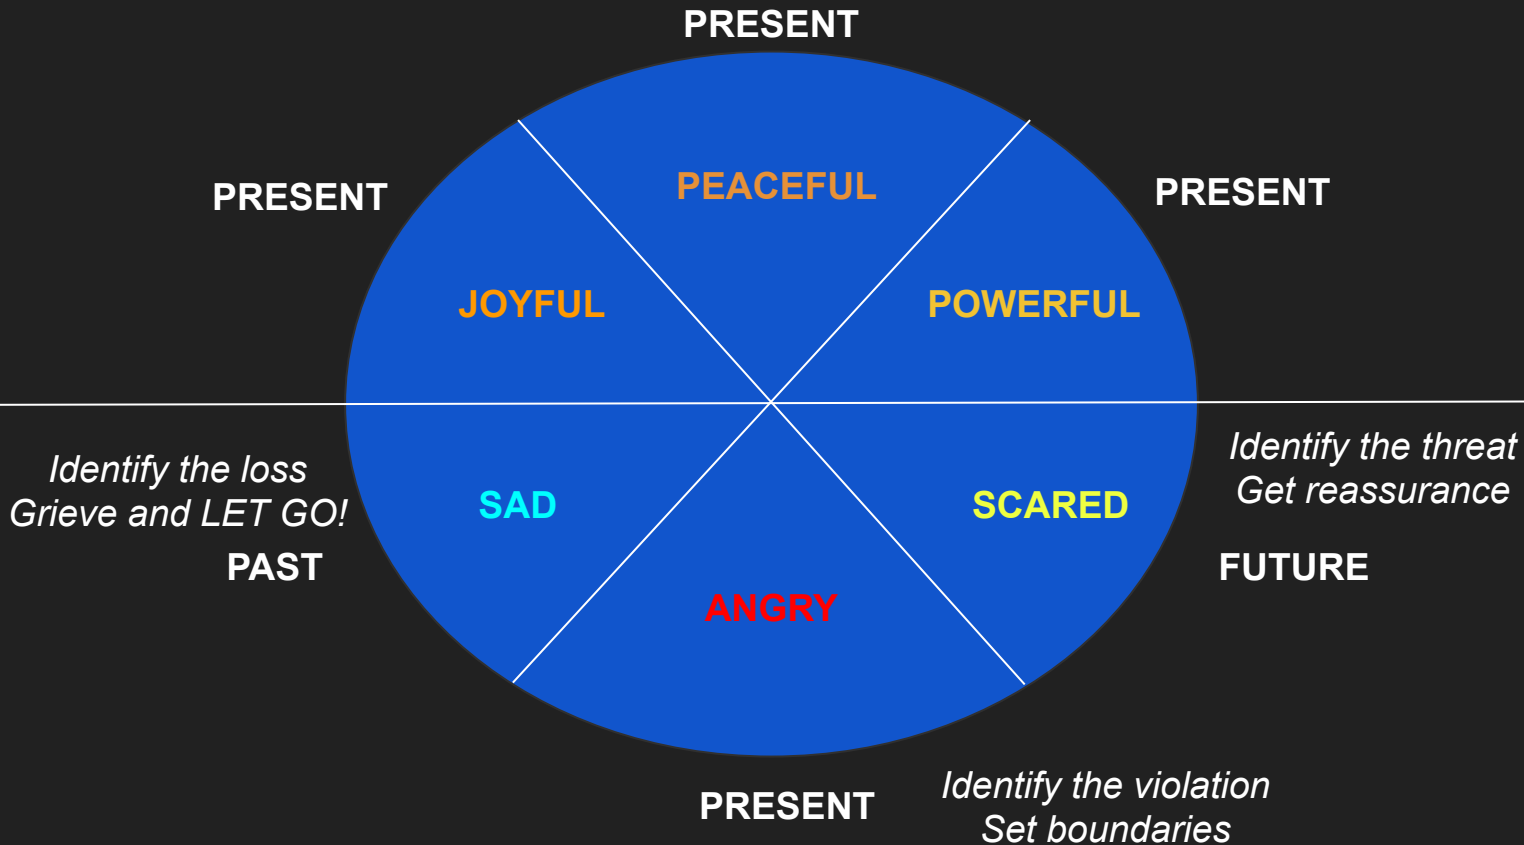 PRESENT
PRESENT
PEACEFUL
PRESENT
JOYFUL
POWERFUL
Identify the loss
Grieve and LET GO!
PAST
SAD
SCARED
Identify the threat
Get reassurance
FUTURE
ANGRY
PRESENT
Identify the violation
Set boundaries